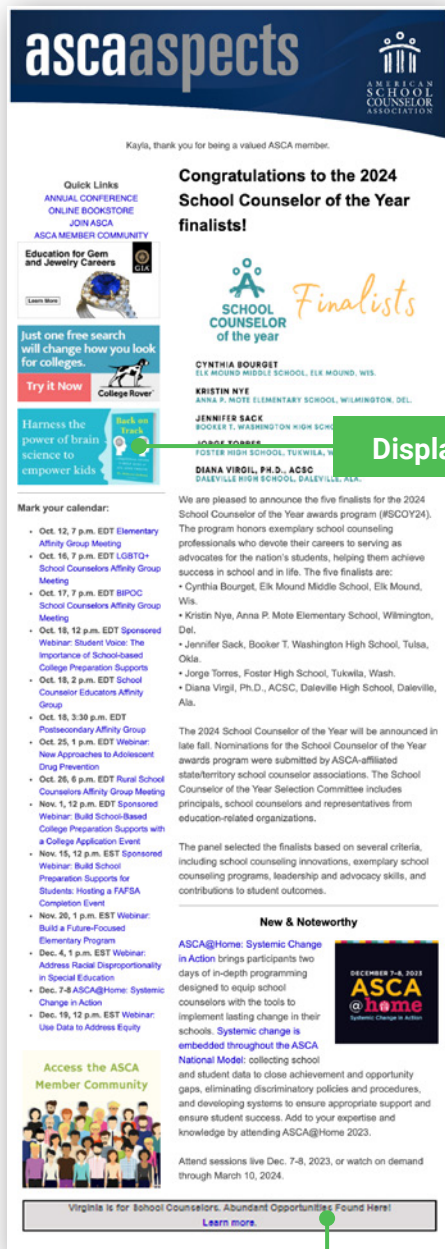 ascaaspects
AMERICAN
SCHOOL
COUNSELOR
ASSOCIATION
Kayla, thank you for being a valued ASCA member.
Quick Links
ANNUAL CONFERENCE
ONLINE BOOKSTORE
JOIN ASCA
ASCA MEMBER COMMUNITY
Education for Gem
and Jewelry Careers
GIA
Learn More
Just one free search
will change how you look
for colleges.
Try it Now
College Rover
Harness the
power of brain
science to
empower kids
Back on
Track
Mark your calendar:
• Oct. 12, 7 p.m. EDT Elementary
Affinity Group Meeting
• Oct. 16, 7 p.m. EDT LGBTQ+
School Counselors Affinity Group
Meeting
• Oct. 17, 7 p.m. EDT BIPOC
School Counselors Affinity Group
Meeting
• Oct. 18, 12 p.m. EDT Sponsored
Webinar: Student Voice: The
Importance of School-based
College Preparation Supports
• Oct. 18, 2 p.m. EDT School
Counselor Educators Affinity
Group
• Oct. 18, 3:30 p.m. EDT
Postsecondary Affinity Group
• Oct. 25, 1 p.m. EDT Webinar:
New Approaches to Adolescent
Drug Prevention
• Oct. 26, 6 p.m. EDT Rural School
Counselors Affinity Group Meeting
• Nov. 1, 12 p.m. EDT Sponsored
Webinar: Build School-Based
College Preparation Supports with
a College Application Event
• Nov. 15, 12 p.m. EST Sponsored
Webinar: Build School
Preparation Supports for
Students: Hosting a FAFSA
Completion Event
• Nov. 20, 1 p.m. EST Webinar:
Build a Future-Focused
Elementary Program
• Dec. 4, 1 p.m. EST Webinar:
Address Racial Disproportionality
in Special Education
• Dec. 7-8 ASCA@Home: Systemic
Change in Action
• Dec. 19, 12 p.m. EST Webinar:
Use Data to Address Equity
Access the ASCA
Member Community
Congratulations to the 2024
School Counselor of the Year
finalists!
SCHOOL
COUNSELOR
of the year
Finalists
CYNTHIA BOURGET
ELK MOUND MIDDLE SCHOOL, ELK MOUND, WIS.
KRISTIN NYE
ANNA P. MOTE ELEMENTARY SCHOOL, WILMINGTON, DEL.
JENNIFER SACK
BOOKER T. WASHINGTON HIGH
JORGE TORRES
FOSTER HIGH SCHOOL, TUKWILA,
DIANA VIRGIL, PH.D., ACSC
DALEVILLE HIGH SCHOOL, DALEVILLE, ALA.
Displa
We are pleased to announce the five finalists for the 2024
School Counselor of the Year awards program (#SCOY24).
The program honors exemplary school counseling
professionals who devote their careers to serving as
advocates for the nation's students, helping them achieve
success in school and in life. The five finalists are:
• Cynthia Bourget, Elk Mound Middle School, Elk Mound,
Wis.
• Kristin Nye, Anna P. Mote Elementary School, Wilmington,
Del.
• Jennifer Sack, Booker T. Washington High School, Tulsa,
Okla.
• Jorge Torres, Foster High School, Tukwila, Wash.
• Diana Virgil, Ph.D., ACSC, Daleville High School, Daleville,
Ala.
The 2024 School Counselor of the Year will be announced in
late fall. Nominations for the School Counselor of the Year
awards program were submitted by ASCA-affiliated
state/territory school counselor associations. The School
Counselor of the Year Selection Committee includes
principals, school counselors and representatives from
education-related organizations.
The panel selected the finalists based on several criteria,
including school counseling innovations, exemplary school
counseling programs, leadership and advocacy skills, and
contributions to student outcomes.
New & Noteworthy
ASCA@Home: Systemic Change
in Action brings participants two
days of in-depth programming
designed to equip school
counselors with the tools to
implement lasting change in their
schools. Systemic change is
embedded throughout the ASCA
National Model: collecting school
and student data to close achievement and opportunity
gaps, eliminating discriminatory policies and procedures,
and developing systems to ensure appropriate support and
ensure student success. Add to your expertise and
knowledge by attending ASCA@Home 2023.
DECEMBER 7–8, 2023
ASCA
@home
Systemic Change in Action
Attend sessions live Dec. 7-8, 2023, or watch on demand
through March 10, 2024.
Virginia is for School Counselors. Abundant Opportunities Found Here!
Learn more.